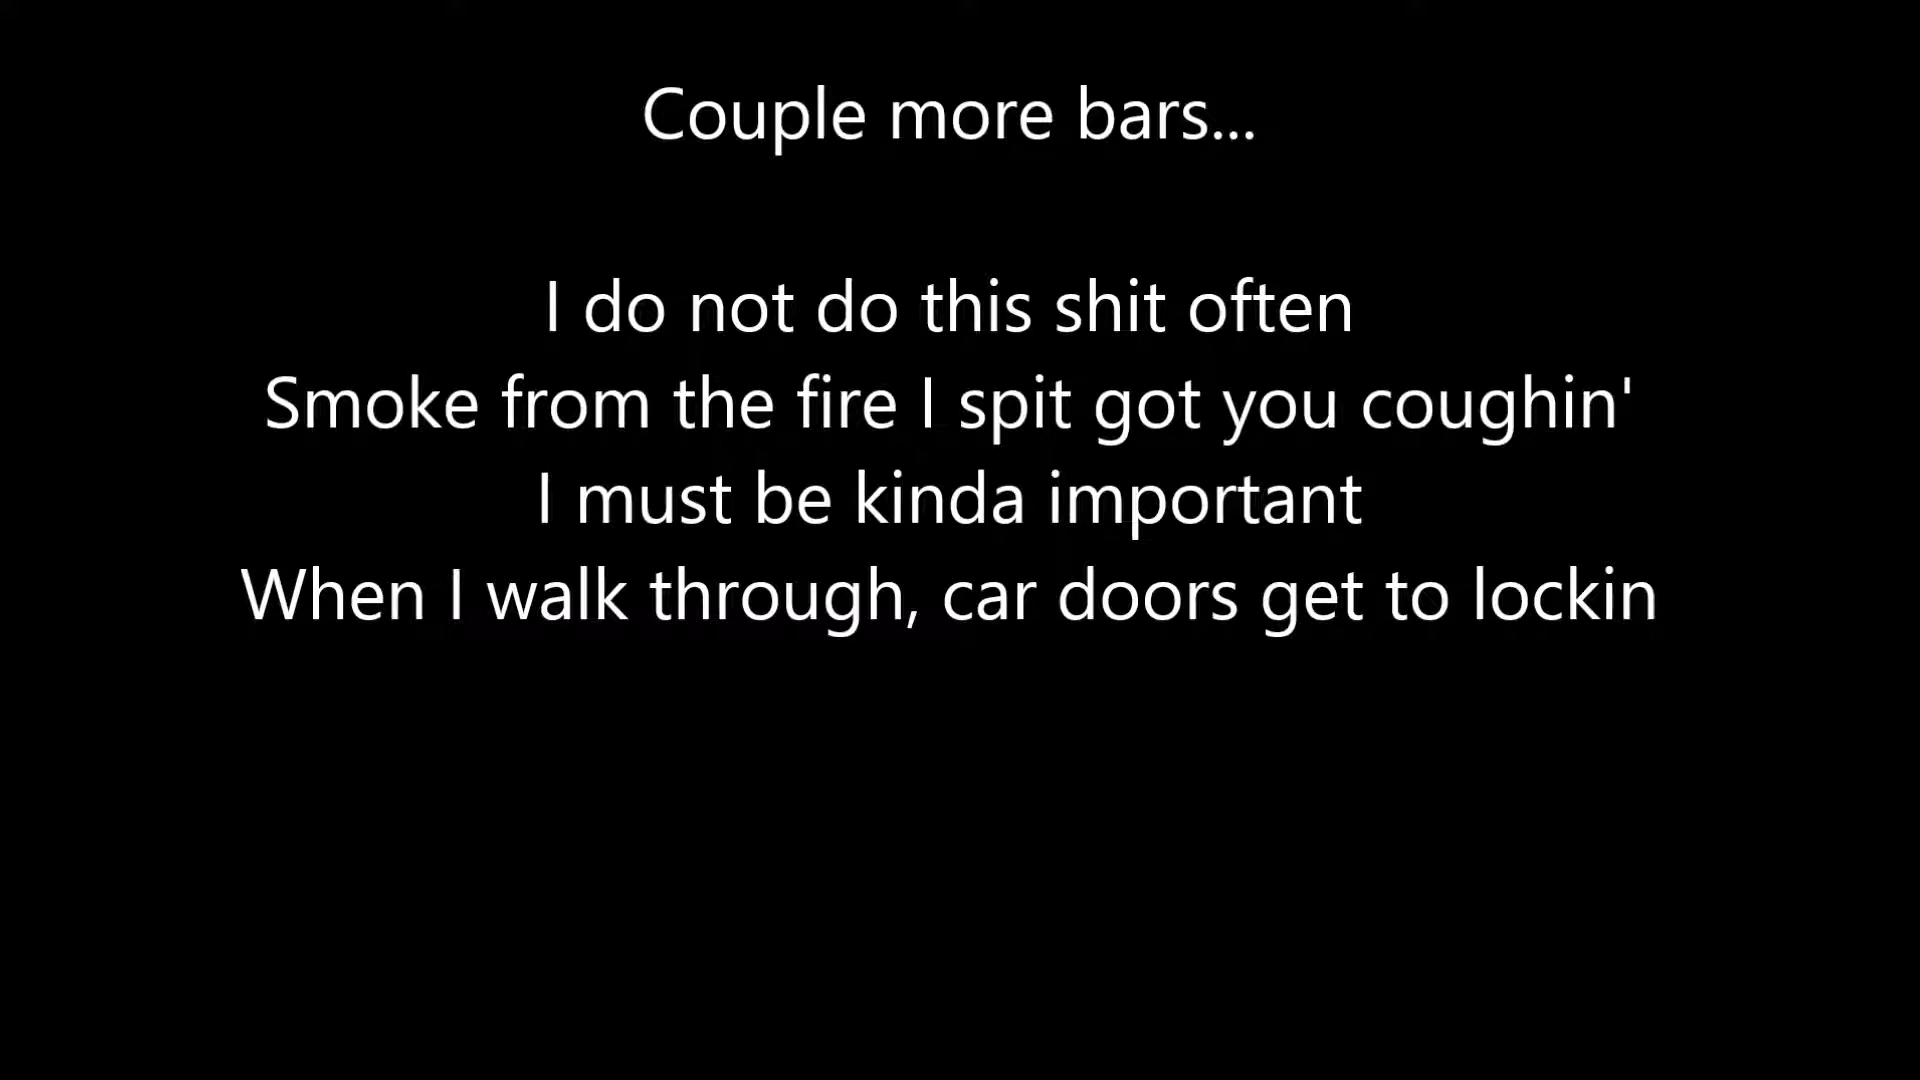 Couple more bars...
I do not do this shit often
Smoke from the fire I spit got you coughin'
I must be kinda important
When I walk through, car doors get to lockin